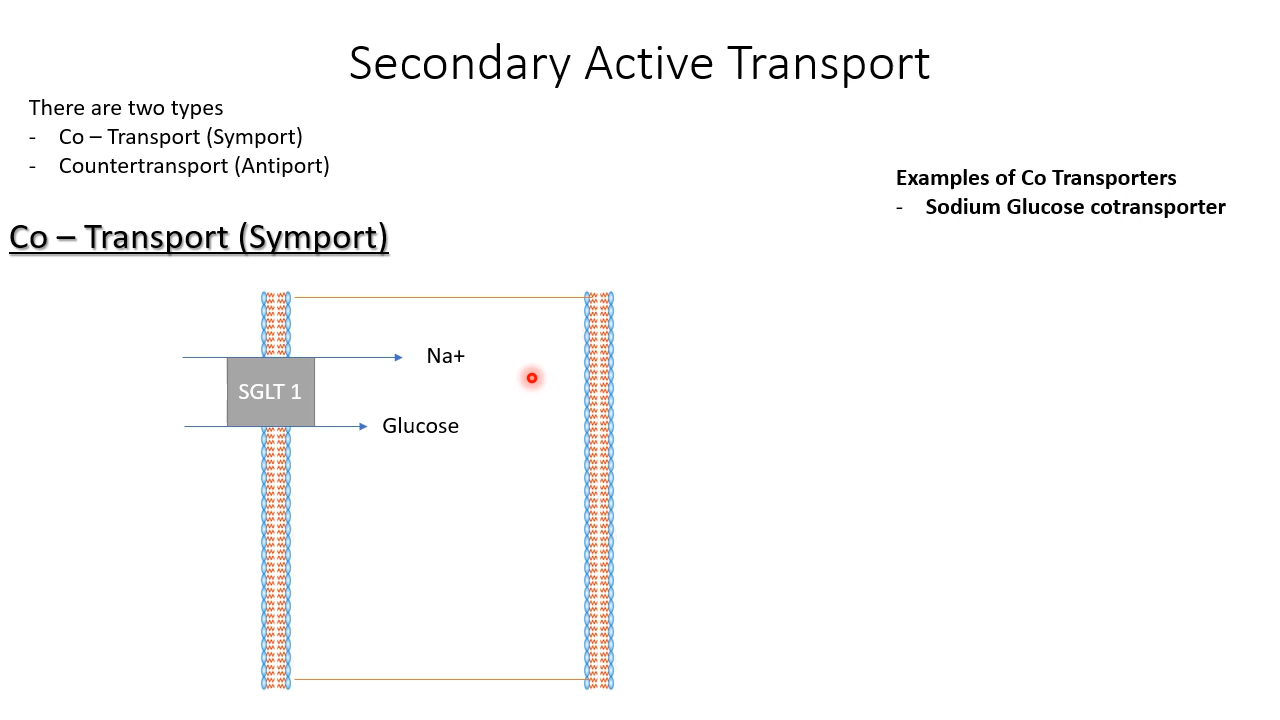 Secondary Active Transport
There are two types
- Co – Transport (Symport)
- Countertransport (Antiport)
Examples of Co Transporters
- Sodium Glucose cotransporter
Co – Transport (Symport)
Na+
SGLT 1
Glucose